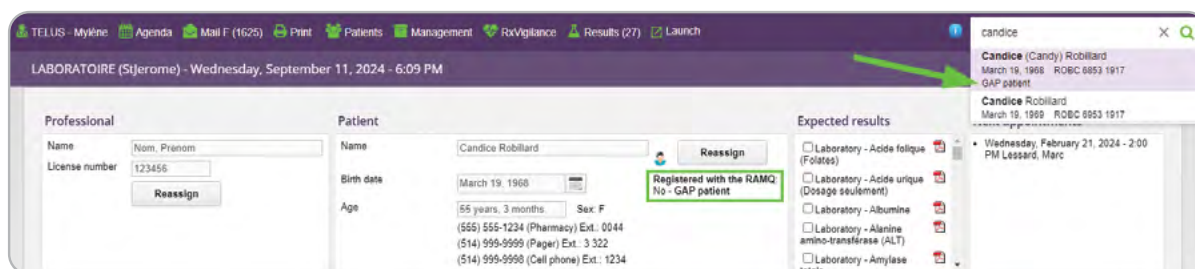 TELUS - Mylène Agenda Mail F (1625) Print Patients Management RxVigilance Results (27) Launch
candice
LABORATOIRE (StJerome) - Wednesday, September 11, 2024 - 6:09 PM
Candice (Candy) Robillard
March 19, 1968 ROBC 6853 1917
GAP patient
Candice Robillard
March 19, 1969 ROBC 6953 1917
Professional
Name Nom, Prenom
License number 123456
Reassign
Patient
Name Candice Robillard
Reassign
Birth date March 19, 1968
Registered with the RAMQ:
No - GAP patient
Age 55 years, 3 months Sex: F
(555) 555-1234 (Pharmacy) Ext.: 0044
(514) 999-9999 (Pager) Ext.: 3 322
(514) 999-9998 (Cell phone) Ext.: 1234
Expected results
Laboratory - Acide folique
(Folates)
Laboratory - Acide urique
(Dosage seulement)
Laboratory - Albumine
Laboratory - Alanine
amino-transférase (ALT)
Laboratory - Amylase
Wednesday, February 21, 2024 - 2:00
PM Lessard, Marc